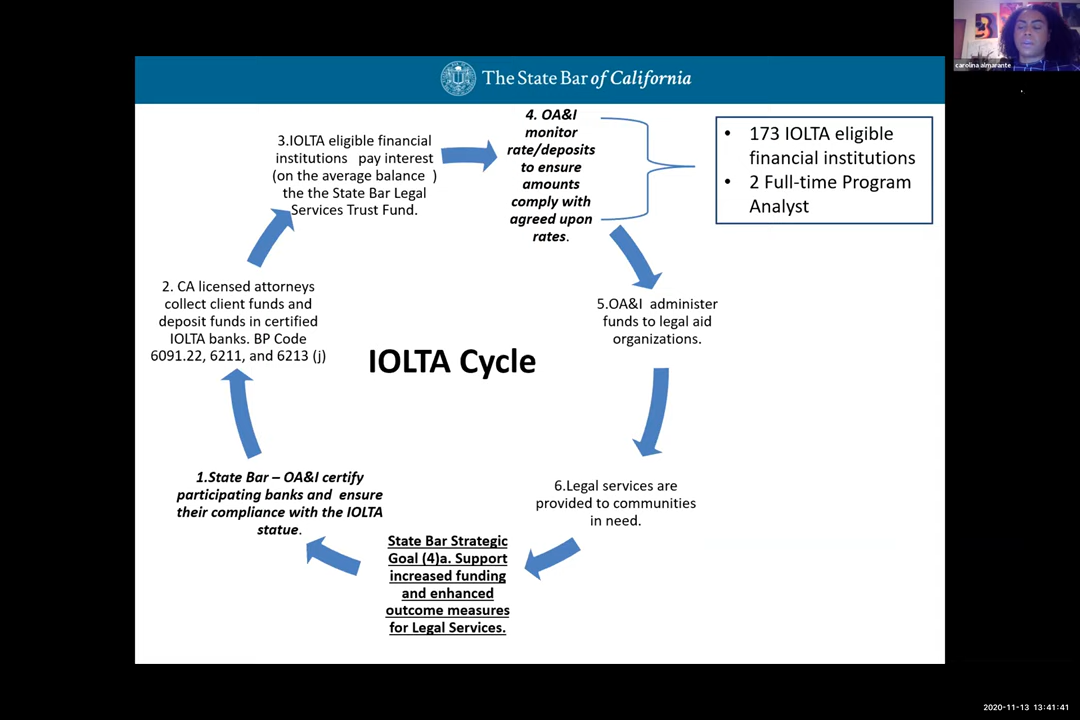 carolina almarante
The State Bar of California
3.IOLTA eligible financial
institutions pay interest
(on the average balance )
the the State Bar Legal
Services Trust Fund.
4. OA&I
monitor
rate/deposits
to ensure
amounts
comply with
agreed upon
rates.
• 173 IOLTA eligible
financial institutions
• 2 Full-time Program
Analyst
2. CA licensed attorneys
collect client funds and
deposit funds in certified
IOLTA banks. BP Code
6091.22, 6211, and 6213 (j)
5.OA&I administer
funds to legal aid
organizations.
IOLTA Cycle
1.State Bar – OA&I certify
participating banks and ensure
their compliance with the IOLTA
statue.
6.Legal services are
provided to communities
in need.
State Bar Strategic
Goal (4)a. Support
increased funding
and enhanced
outcome measures
for Legal Services.
2020-11-13 13:41:41